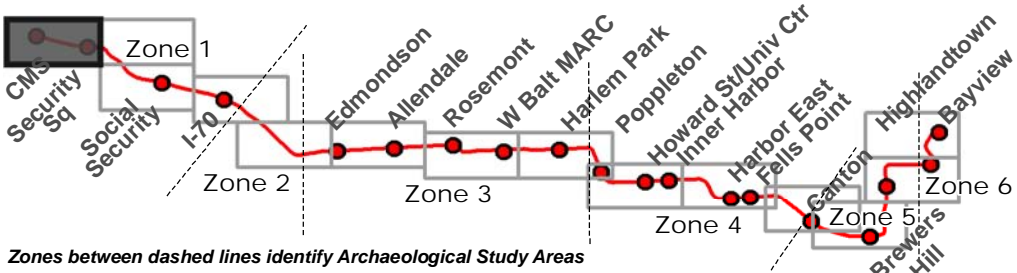 CMS
Security
Sq
Social
Security
I-70
Zone 1
Zone 2
Edmondson
Allendale
Rosemont
W Balt MARC
Harlem Park
Zone 3
Poppleton
Howard St/Univ Ctr
Inner Harbor
Harbor East
Fells Point
Zone 4
Canton
Zone 5
Brewers
Hill
Highlandtown
Bayview
Zone 6
Zones between dashed lines identify Archaeological Study Areas